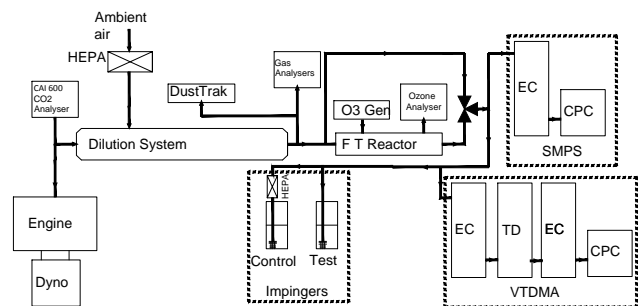 Ambient
air
HEPA
CAI 600
CO2
Analyser
DustTrak
Gas
Analysers
O3 Gen
Ozone
Analyser
EC
CPC
SMPS
Dilution System
F T Reactor
HEPA
Control
Test
Impingers
Engine
Dyno
EC
TD
EC
CPC
VTDMA